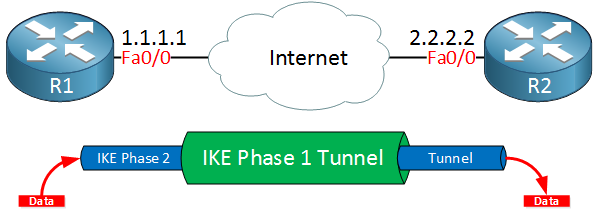 1.1.1.1
2.2.2.2
Fa0/0
Internet
Fa0/0
R1
R2
IKE Phase 2
IKE Phase 1 Tunnel
Tunnel
Data
Data